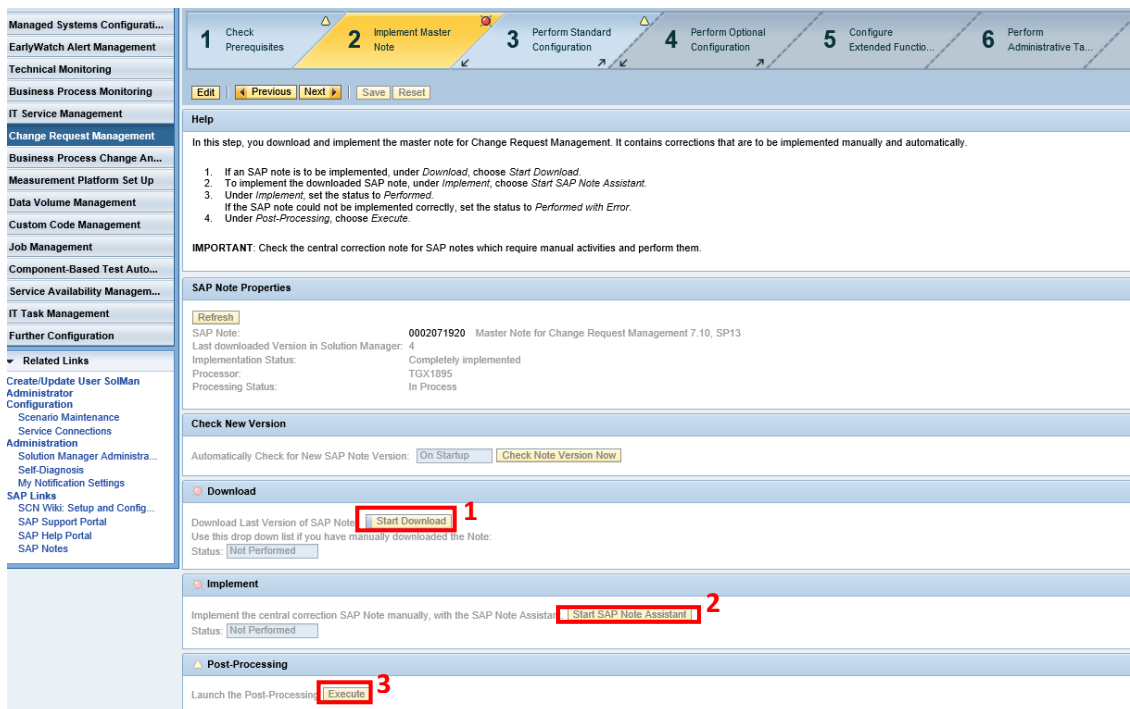 Managed Systems Configurati...
EarlyWatch Alert Management
Technical Monitoring
Business Process Monitoring
IT Service Management
Change Request Management
Business Process Change An...
Measurement Platform Set Up
Data Volume Management
Custom Code Management
Job Management
Component-Based Test Auto...
Service Availability Managem...
IT Task Management
Further Configuration
Related Links
Create/Update User SolMan
Administrator
Configuration
Scenario Maintenance
Service Connections
Administration
Solution Manager Administra...
Self-Diagnosis
My Notification Settings
SAP Links
SCN Wiki: Setup and Config...
SAP Support Portal
SAP Help Portal
SAP Notes
1 Check Prerequisites
2 Implement Master Note
3 Perform Standard Configuration
4 Perform Optional Configuration
5 Configure Extended Functio...
6 Perform Administrative Ta...
Edit Previous Next Save Reset
Help
In this step, you download and implement the master note for Change Request Management. It contains corrections that are to be implemented manually and automatically.
1. If an SAP note is to be implemented, under Download, choose Start Download.
2. To implement the downloaded SAP note, under Implement, choose Start SAP Note Assistant.
3. Under Implement, set the status to Performed.
If the SAP note could not be implemented correctly, set the status to Performed with Error.
4. Under Post-Processing, choose Execute.
IMPORTANT: Check the central correction note for SAP notes which require manual activities and perform them.
SAP Note Properties
Refresh
SAP Note: 0002071920 Master Note for Change Request Management 7.10, SP13
Last downloaded Version in Solution Manager: 4
Implementation Status: Completely implemented
Processor: TGX1895
Processing Status: In Process
Check New Version
Automatically Check for New SAP Note Version: On Startup Check Note Version Now
Download
Download Last Version of SAP Note Start Download 1
Use this drop down list if you have manually downloaded the Note:
Status: Not Performed
Implement
Implement the central correction SAP Note manually, with the SAP Note Assistan Start SAP Note Assistant 2
Status: Not Performed
Post-Processing
Launch the Post-Processing Execute 3